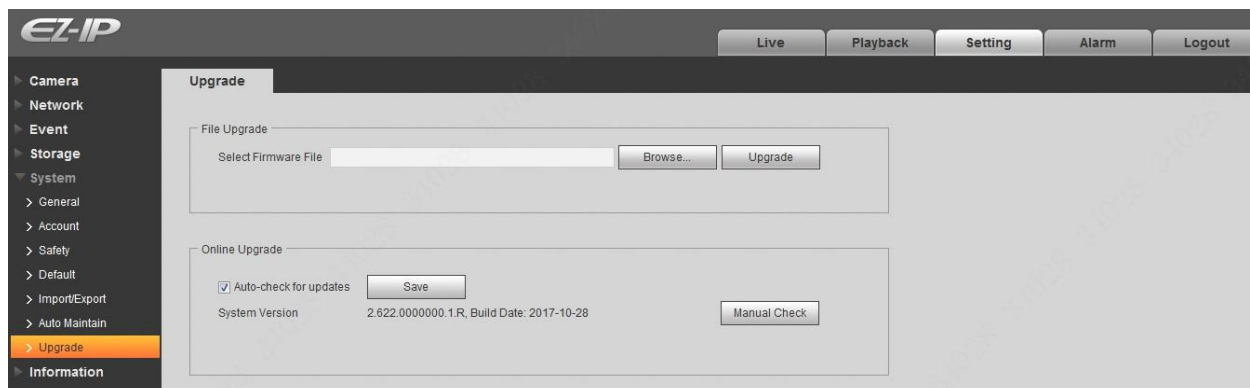 EZ-IP
Live Playback Setting Alarm Logout
Camera
Network
Event
Storage
System
> General
> Account
> Safety
> Default
> Import/Export
> Auto Maintain
> Upgrade
Information
Upgrade
File Upgrade
Select Firmware File Browse... Upgrade
Online Upgrade
Auto-check for updates Save
System Version 2.622.0000000.1.R, Build Date: 2017-10-28 Manual Check